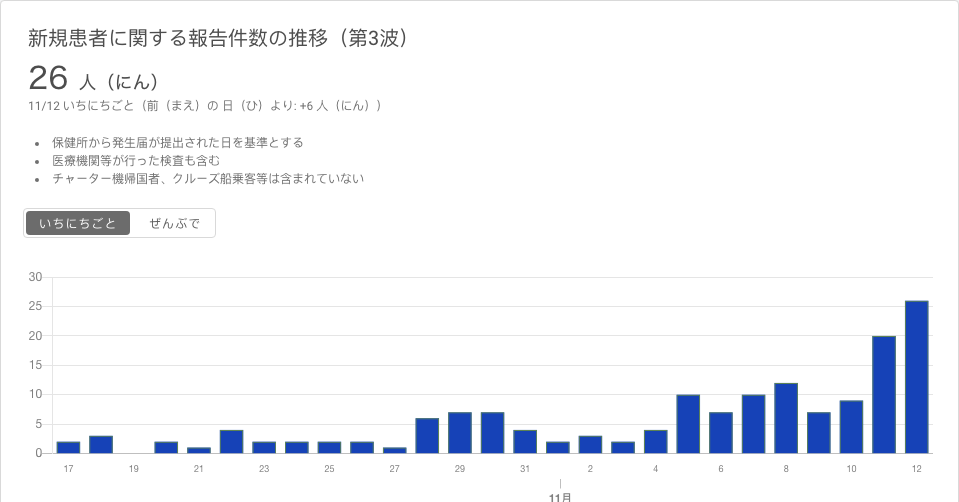 新規患者に関する報告件数の推移（第3波）
26 人（にん）
11/12 いちにちごと（前（まえ）の 日（ひ）より: +6 人（にん））
保健所から発生届が提出された日を基準とする
医療機関等が行った検査も含む
チャーター機帰国者、クルーズ船乗客等は含まれていない
いちにちごと ぜんぶで
30
25
20
15
10
5
0
17 19 21 23 25 27 29 31 2 4 6 8 10 12
11月